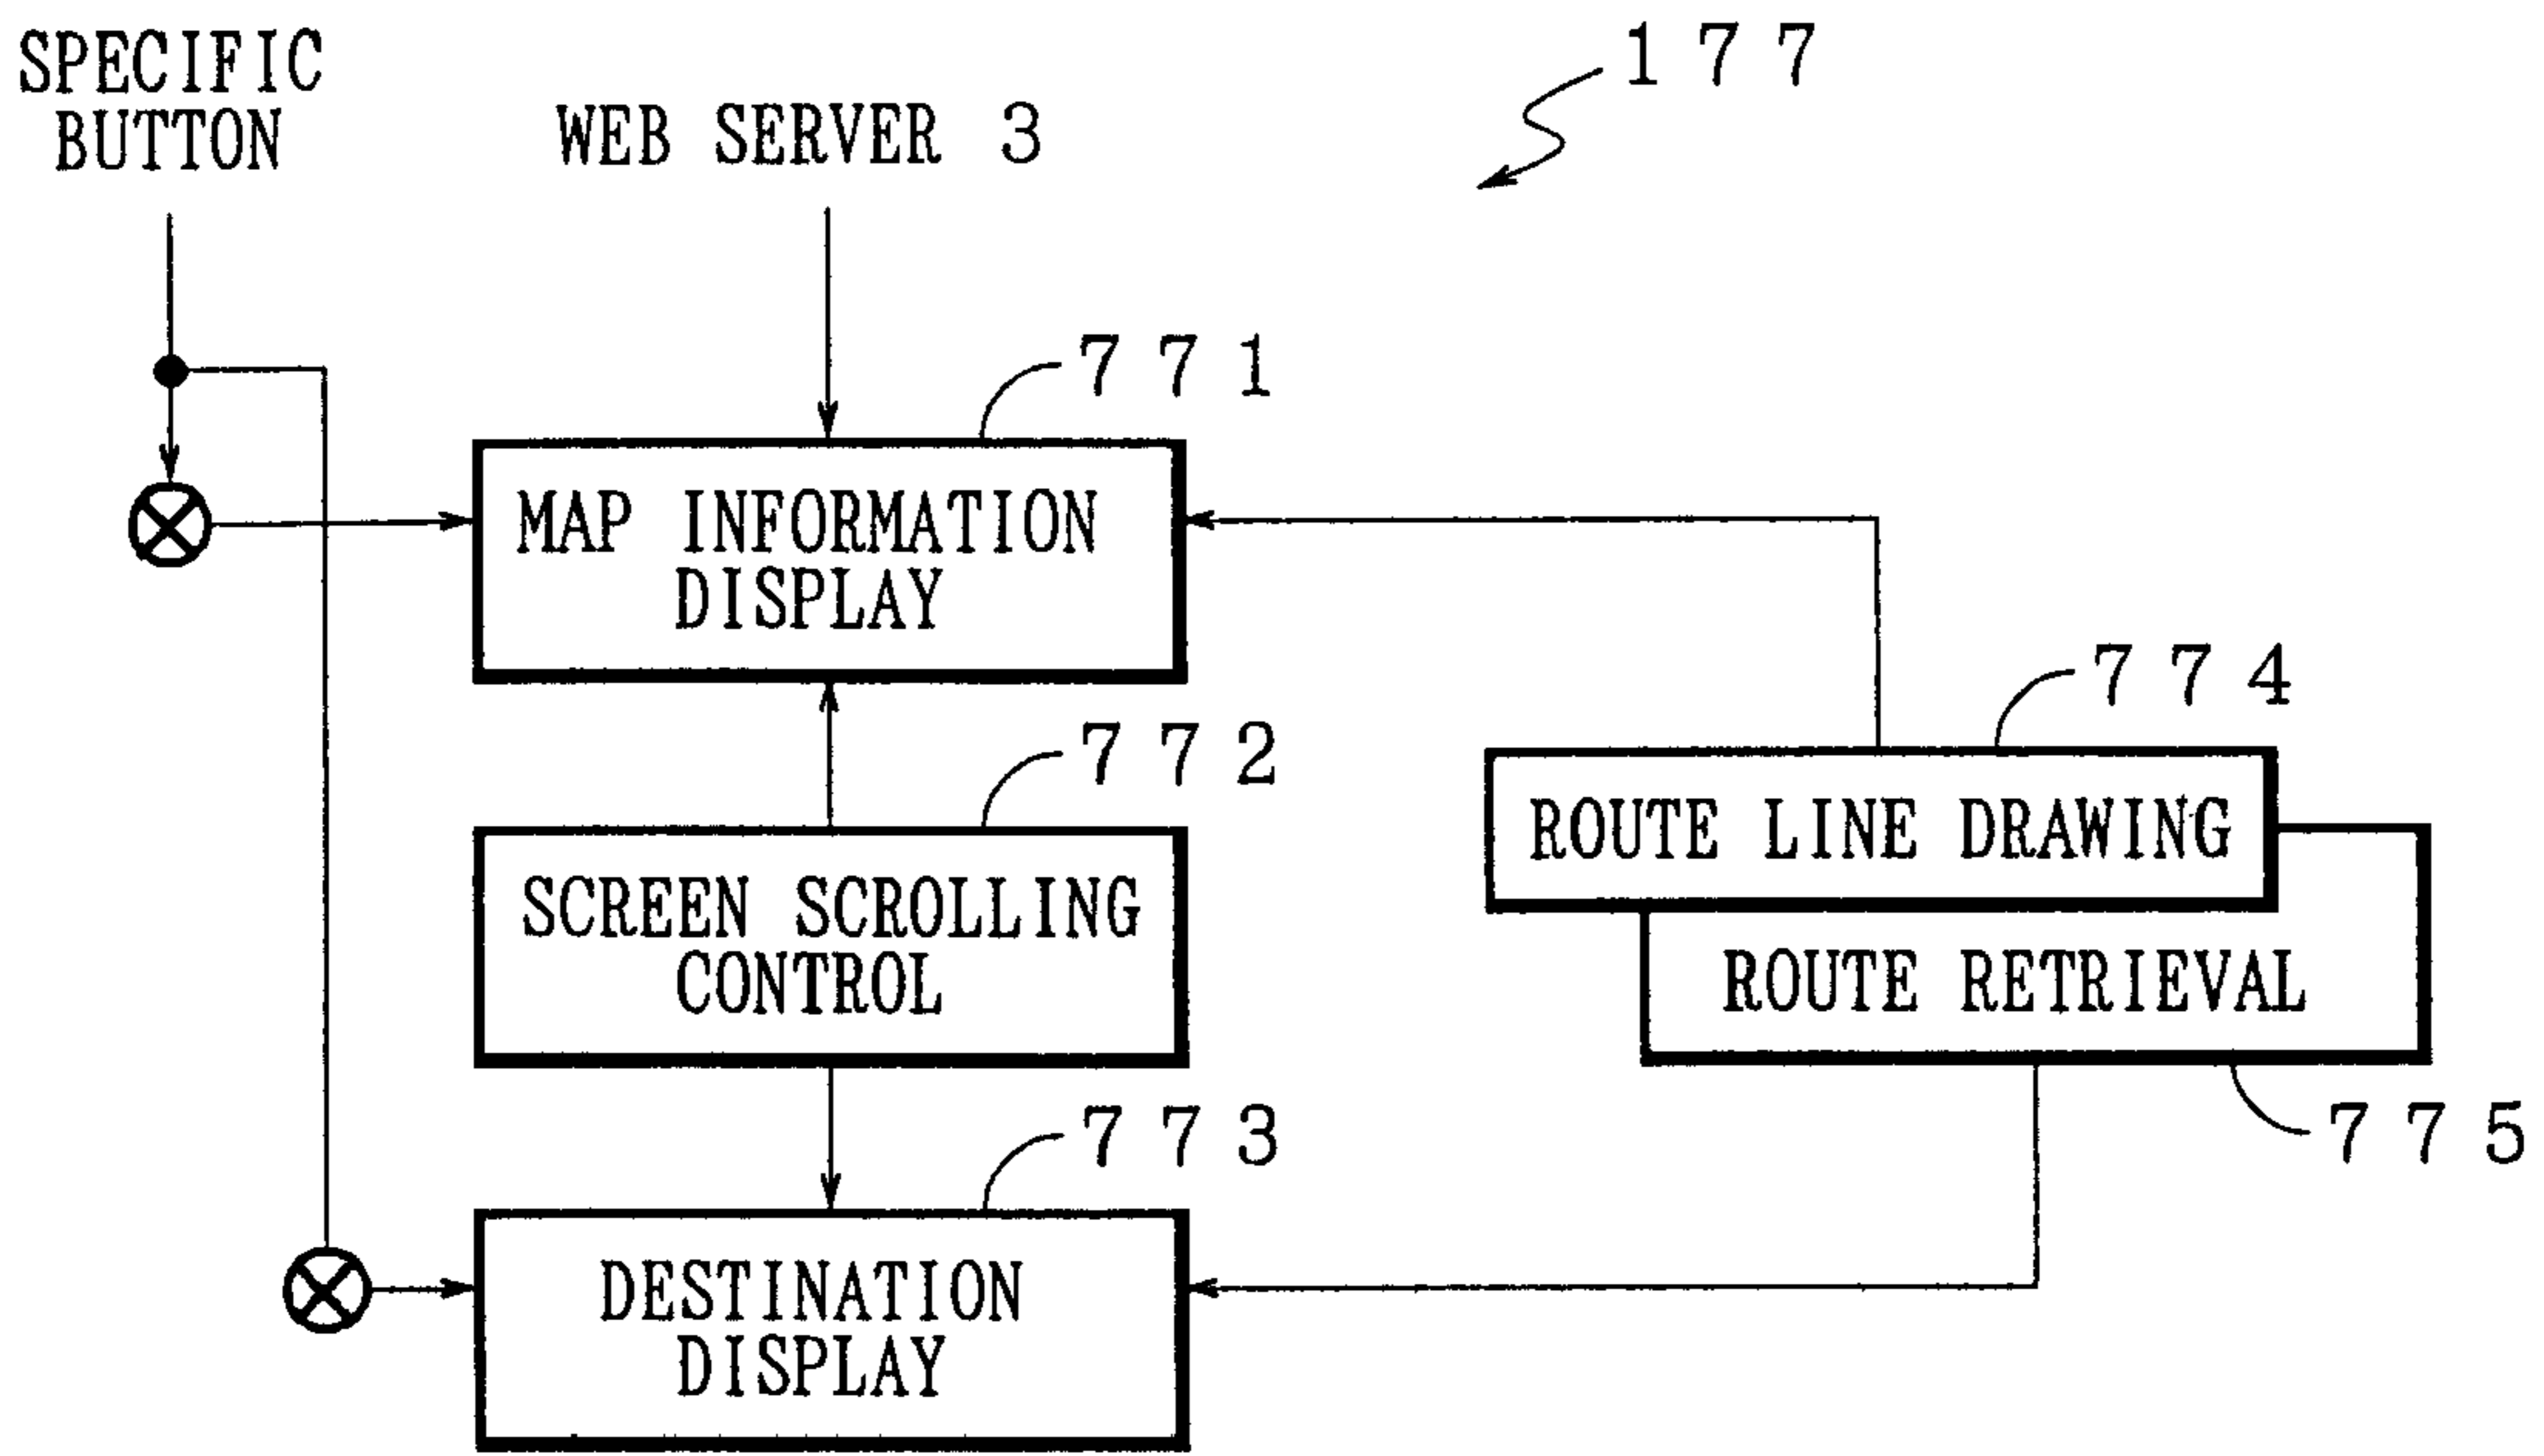 SPECIFIC
BUTTON
WEB SERVER 3
177
771
MAP INFORMATION
DISPLAY
772
SCREEN SCROLLING
CONTROL
773
DESTINATION
DISPLAY
774
ROUTE LINE DRAWING
ROUTE RETRIEVAL
775